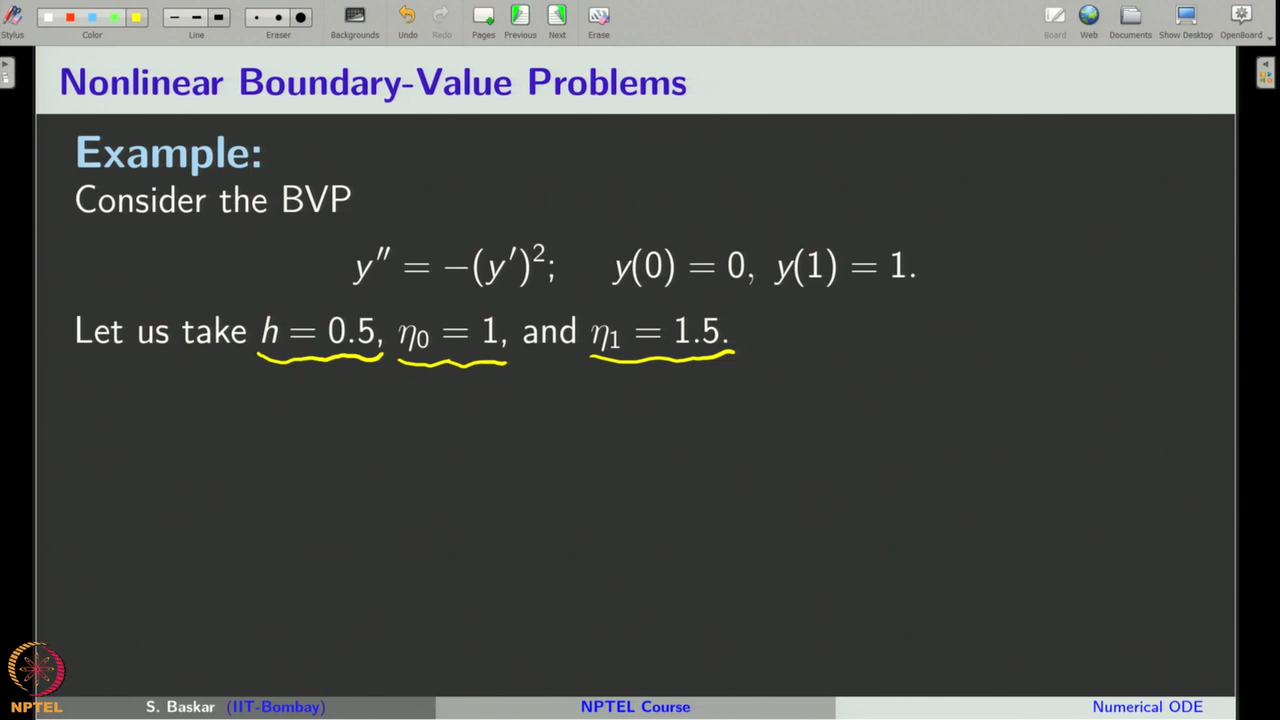 Stylus Color Line Eraser Backgrounds Undo Redo Pages Previous Next Erase Board Web Documents Show Desktop OpenBoard
Nonlinear Boundary-Value Problems
Example:
Consider the BVP
y″ = −(y′)²; y(0) = 0, y(1) = 1.
Let us take h = 0.5, η₀ = 1, and η₁ = 1.5.
NPTEL
S. Baskar (IIT-Bombay) NPTEL Course Numerical ODE